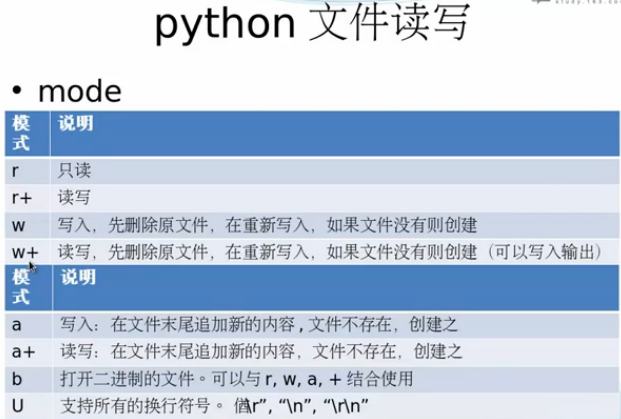 python 文件读写
• mode
模式 说明
r 只读
r+ 读写
w 写入，先删除原文件，在重新写入，如果文件没有则创建
w+ 读写，先删除原文件，在重新写入，如果文件没有则创建（可以写入输出）
模式 说明
a 写入：在文件末尾追加新的内容,文件不存在，创建之
a+ 读写：在文件末尾追加新的内容，文件不存在，创建之
b 打开二进制的文件。可以与 r, w, a, + 结合使用
U 支持所有的换行符号。 "\r", "\n", "\r\n"